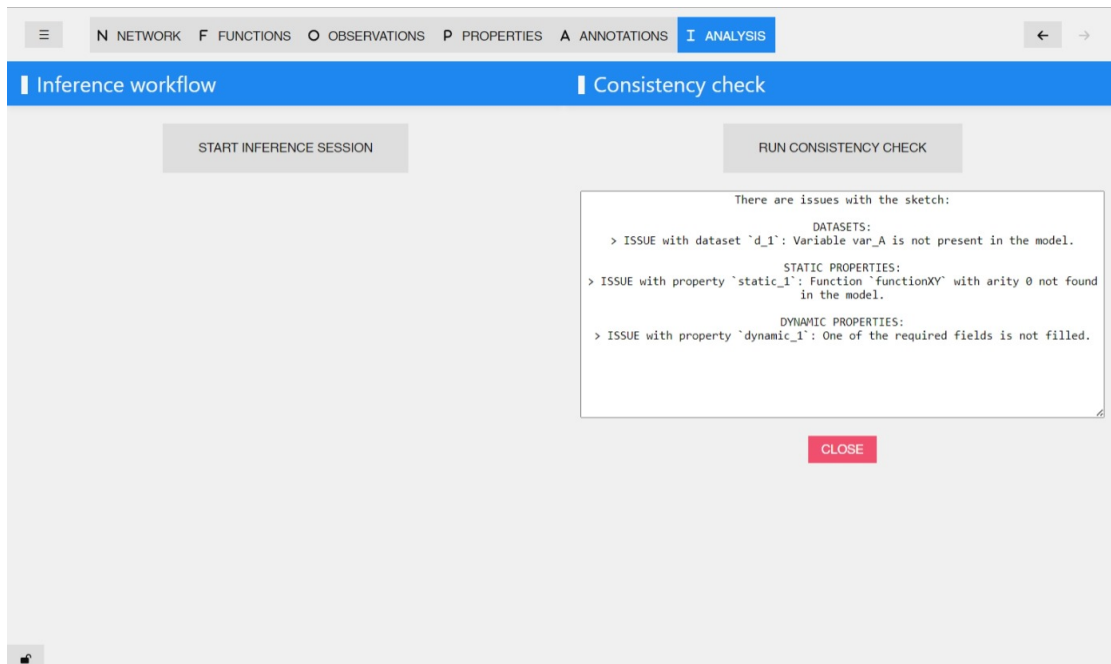 ☰ N NETWORK F FUNCTIONS O OBSERVATIONS P PROPERTIES A ANNOTATIONS I ANALYSIS ← →
Inference workflow
START INFERENCE SESSION
Consistency check
RUN CONSISTENCY CHECK
There are issues with the sketch:
DATASETS:
> ISSUE with dataset `d_1`: Variable var_A is not present in the model.
STATIC PROPERTIES:
> ISSUE with property `static_1`: Function `functionXY` with arity 0 not found
in the model.
DYNAMIC PROPERTIES:
> ISSUE with property `dynamic_1`: One of the required fields is not filled.
CLOSE